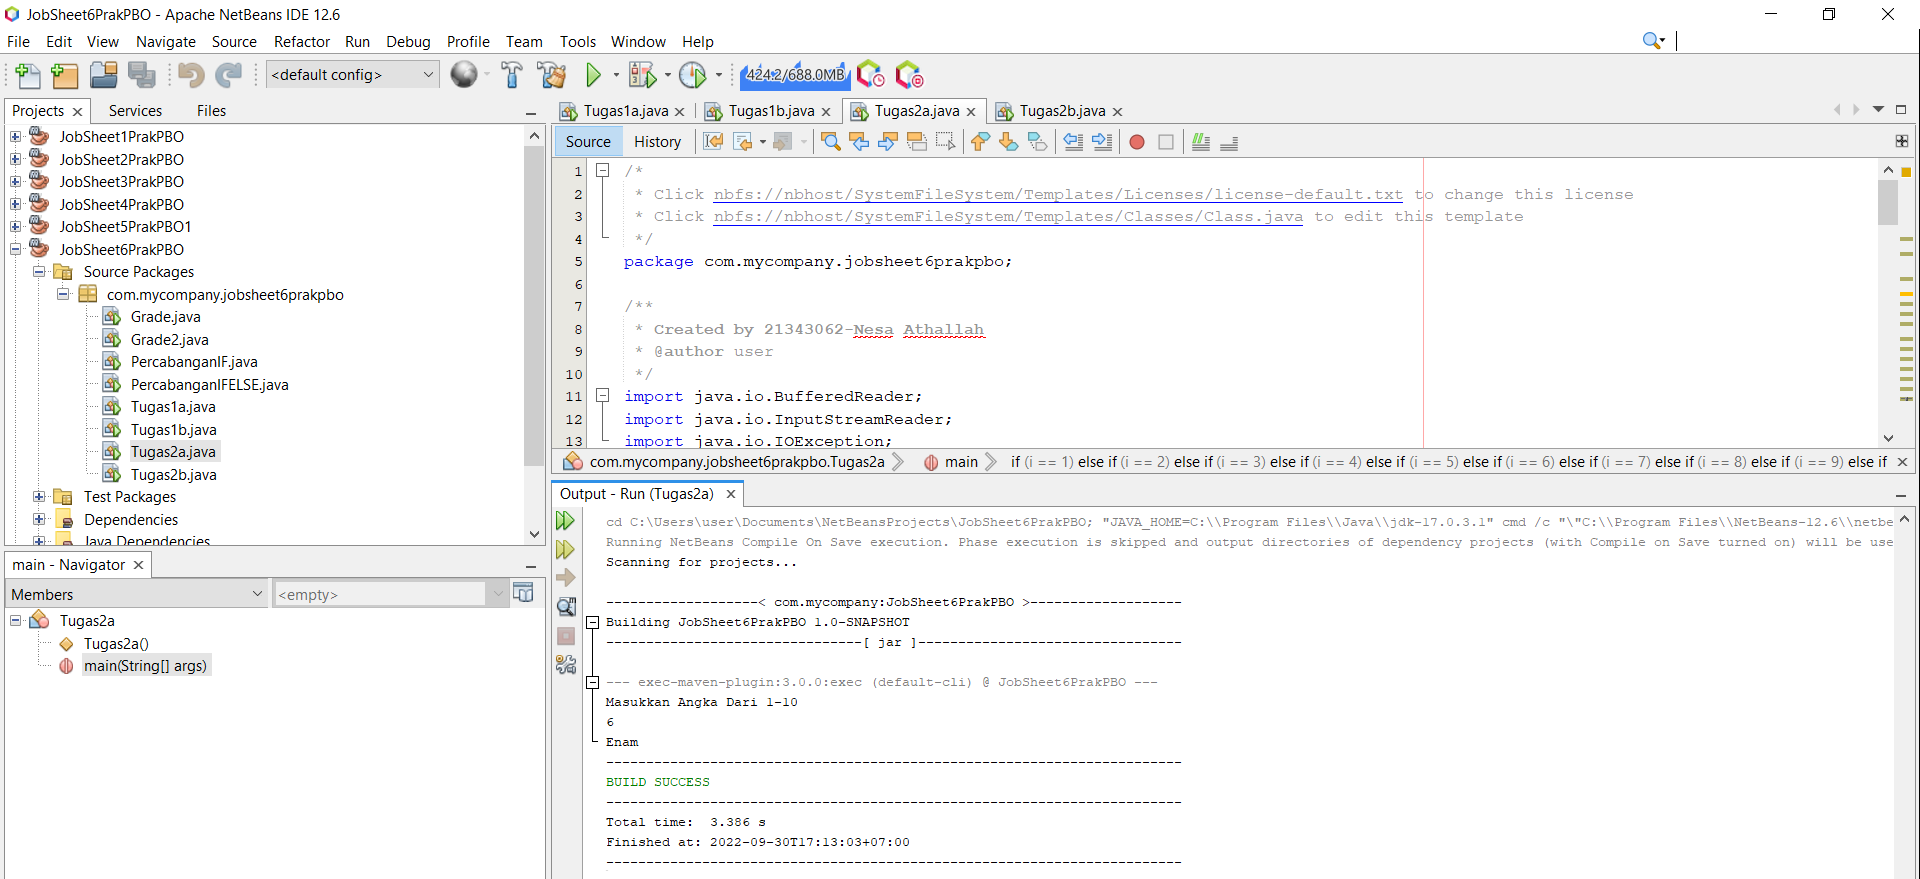 JobSheet6PrakPBO - Apache NetBeans IDE 12.6
File Edit View Navigate Source Refactor Run Debug Profile Team Tools Window Help
<default config>
424.2/688.0MB
Projects Services Files
JobSheet1PrakPBO
JobSheet2PrakPBO
JobSheet3PrakPBO
JobSheet4PrakPBO
JobSheet5PrakPBO1
JobSheet6PrakPBO
Source Packages
com.mycompany.jobsheet6prakpbo
Grade.java
Grade2.java
PercabanganIF.java
PercabanganIFELSE.java
Tugas1a.java
Tugas1b.java
Tugas2a.java
Tugas2b.java
Test Packages
Dependencies
Java Dependencies
main - Navigator
Members
<empty>
Tugas2a
Tugas2a()
main(String[] args)
Tugas1a.java Tugas1b.java Tugas2a.java Tugas2b.java
Source History
1 /*
2 * Click nbfs://nbhost/SystemFileSystem/Templates/Licenses/license-default.txt to change this license
3 * Click nbfs://nbhost/SystemFileSystem/Templates/Classes/Class.java to edit this template
4 */
5 package com.mycompany.jobsheet6prakpbo;
6
7 /**
8 * Created by 21343062-Nesa Athallah
9 * @author user
10 */
11 import java.io.BufferedReader;
12 import java.io.InputStreamReader;
13 import java.io.IOException;
com.mycompany.jobsheet6prakpbo.Tugas2a main if (i == 1) else if (i == 2) else if (i == 3) else if (i == 4) else if (i == 5) else if (i == 6) else if (i == 7) else if (i == 8) else if (i == 9) else if
Output - Run (Tugas2a)
cd C:\Users\user\Documents\NetBeansProjects\JobSheet6PrakPBO; "JAVA_HOME=C:\\Program Files\\Java\\jdk-17.0.3.1" cmd /c "\"C:\\Program Files\\NetBeans-12.6\\netbe
Running NetBeans Compile On Save execution. Phase execution is skipped and output directories of dependency projects (with Compile on Save turned on) will be use
Scanning for projects...
-------------------< com.mycompany:JobSheet6PrakPBO >-------------------
Building JobSheet6PrakPBO 1.0-SNAPSHOT
--------------------------------[ jar ]---------------------------------
--- exec-maven-plugin:3.0.0:exec (default-cli) @ JobSheet6PrakPBO ---
Masukkan Angka Dari 1-10
6
Enam
------------------------------------------------------------------------
BUILD SUCCESS
------------------------------------------------------------------------
Total time:  3.386 s
Finished at: 2022-09-30T17:13:03+07:00
------------------------------------------------------------------------